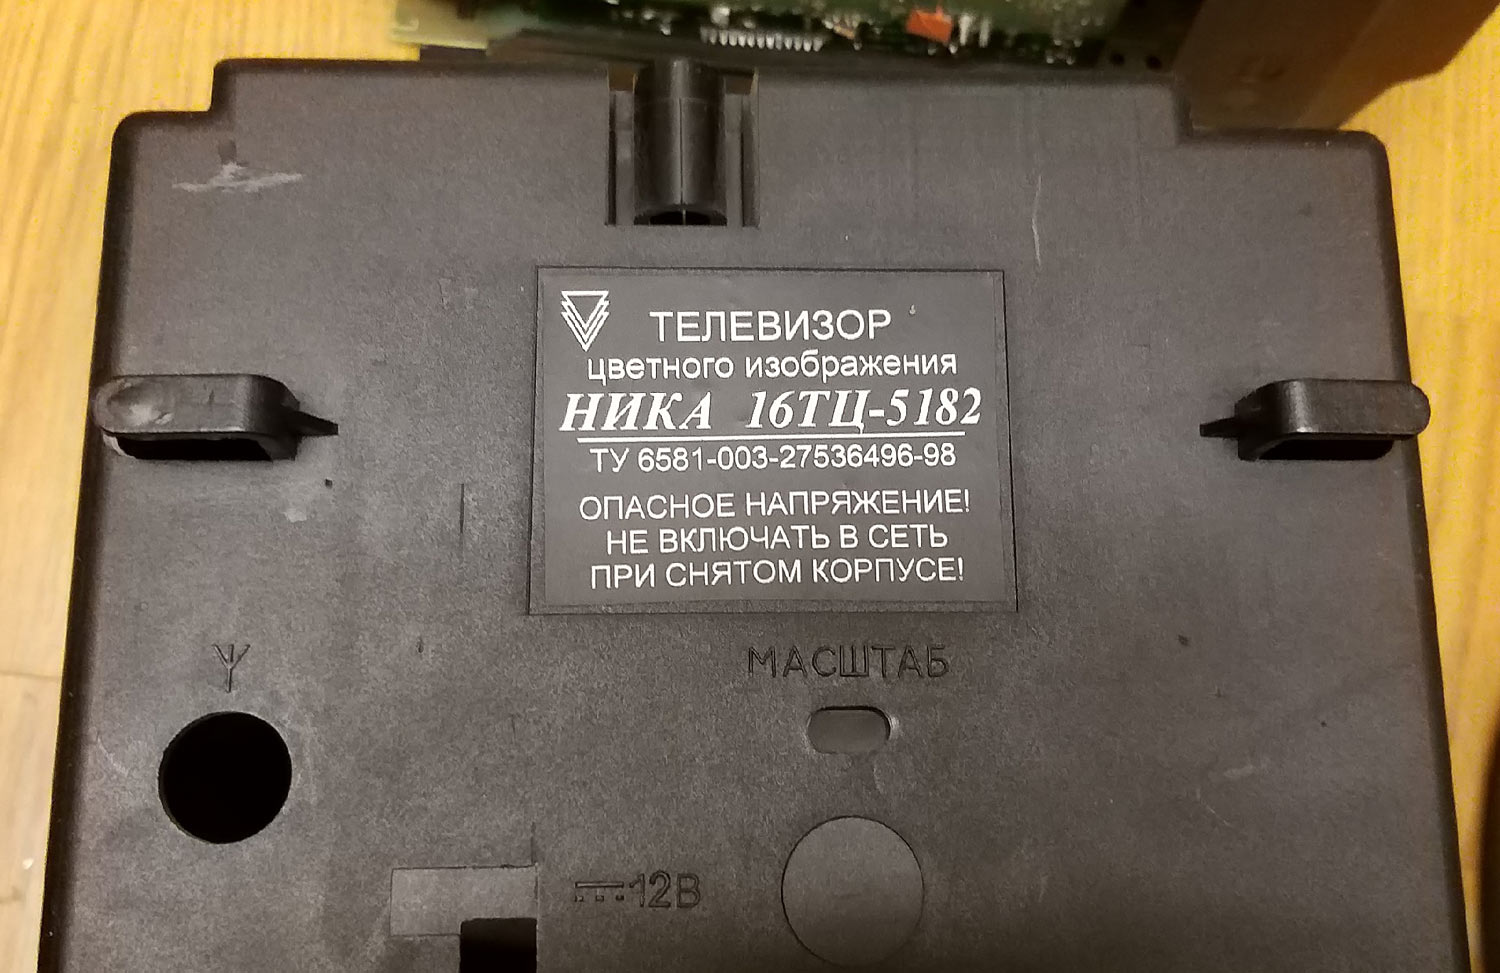 ТЕЛЕВИЗОР
цветного изображения
НИКА 16ТЦ-5182
ТУ 6581-003-27536496-98
ОПАСНОЕ НАПРЯЖЕНИЕ!
НЕ ВКЛЮЧАТЬ В СЕТЬ
ПРИ СНЯТОМ КОРПУСЕ!
МАСШТАБ
12В